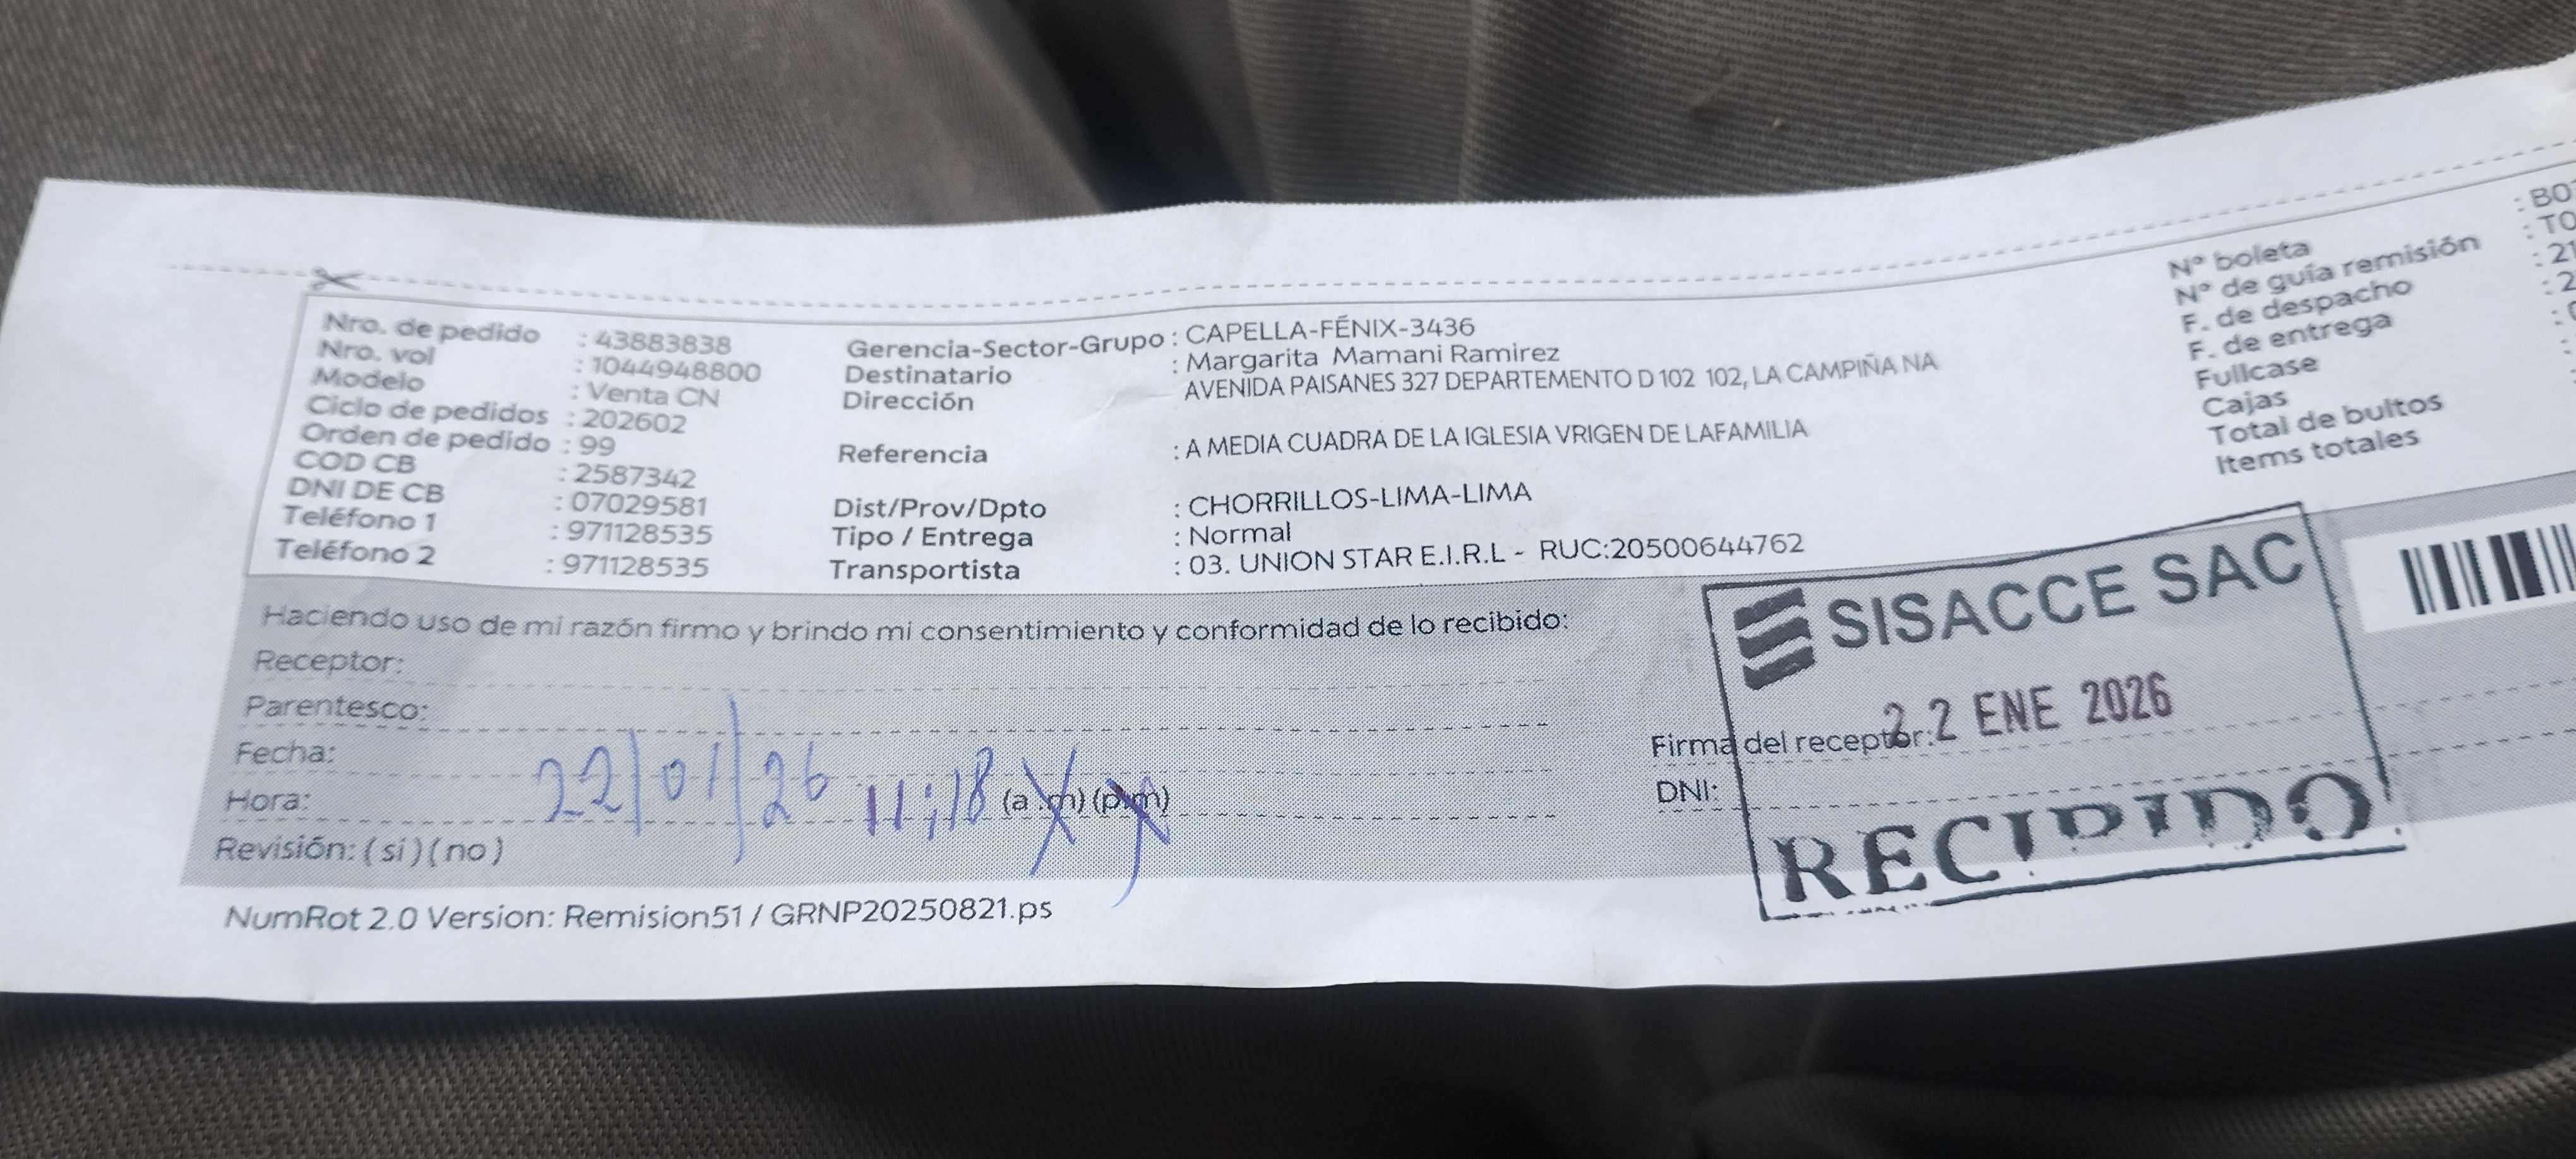 Nro. de pedido : 43883838
Nro. vol : 1044948800
Modelo : Venta CN
Ciclo de pedidos : 202602
Orden de pedido : 99
COD CB : 2587342
DNI DE CB : 07029581
Teléfono 1 : 971128535
Teléfono 2 : 971128535
Gerencia-Sector-Grupo : CAPELLA-FÉNIX-3436
Destinatario : Margarita Mamani Ramirez
Dirección AVENIDA PAISANES 327 DEPARTEMENTO D 102 102, LA CAMPIÑA NA
Referencia : A MEDIA CUADRA DE LA IGLESIA VRIGEN DE LAFAMILIA
Dist/Prov/Dpto : CHORRILLOS-LIMA-LIMA
Tipo / Entrega : Normal
Transportista : 03. UNION STAR E.I.R.L - RUC:20500644762
N° boleta : BO
N° de guía remisión : TO
F. de despacho : 21
F. de entrega : 2
Fullcase
Cajas :
Total de bultos :
Items totales
Haciendo uso de mi razón firmo y brindo mi consentimiento y conformidad de lo recibido:
Receptor:
Parentesco:
Fecha: 22/01/26
Hora: 11:18 (a.m) (p.m)
Revisión: ( si ) ( no )
SISACCE SAC
22 ENE 2026
Firma del receptor:
DNI:
RECIBIDO
NumRot 2.0 Version: Remision51 / GRNP20250821.ps